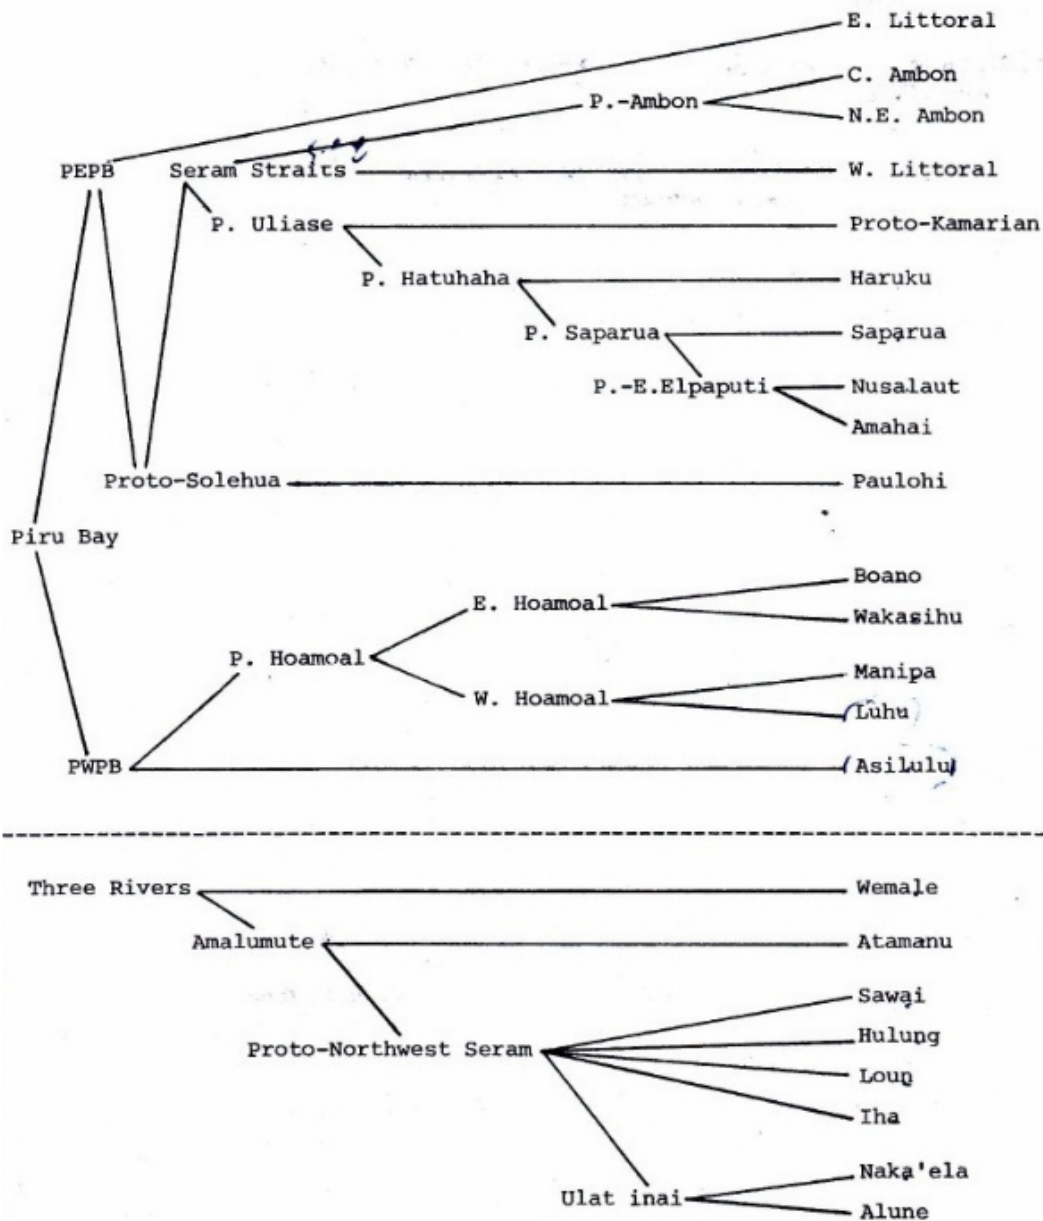 E. Littoral
C. Ambon
P.-Ambon
N.E. Ambon
PEPB Seram Straits W. Littoral
P. Uliase Proto-Kamarian
P. Hatuhaha Haruku
P. Saparua Saparua
P.-E.Elpaputi Nusalaut
Amahai
Proto-Solehua Paulohi
Piru Bay
Boano
E. Hoamoal Wakasihu
P. Hoamoal
Manipa
W. Hoamoal
Luhu
PWPB Asilulu
Three Rivers Wemale
Amalumute Atamanu
Sawai
Hulung
Proto-Northwest Seram
Loun
Iha
Naka'ela
Ulat inai
Alune